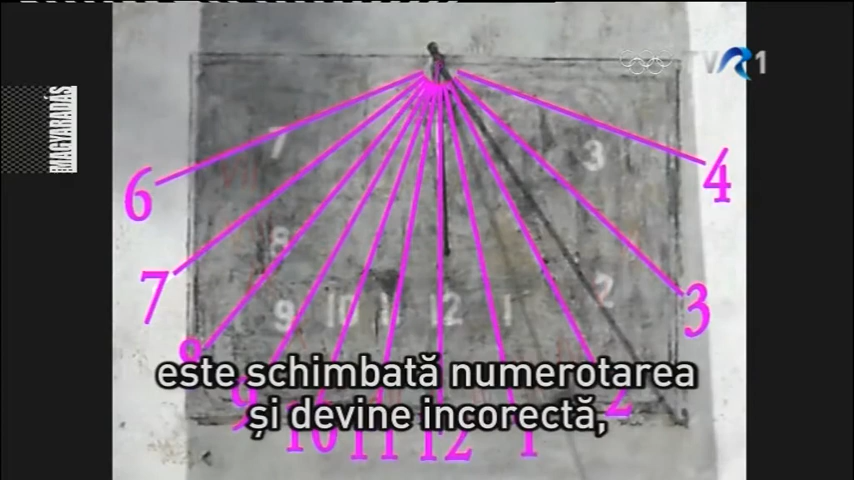 TVR1
MAGYARADÁS
7 3
6 4
8
7 9 10 11 12 1 2 3
8
este schimbată numerotarea
9 10 11 12 1 2
și devine incorectă,